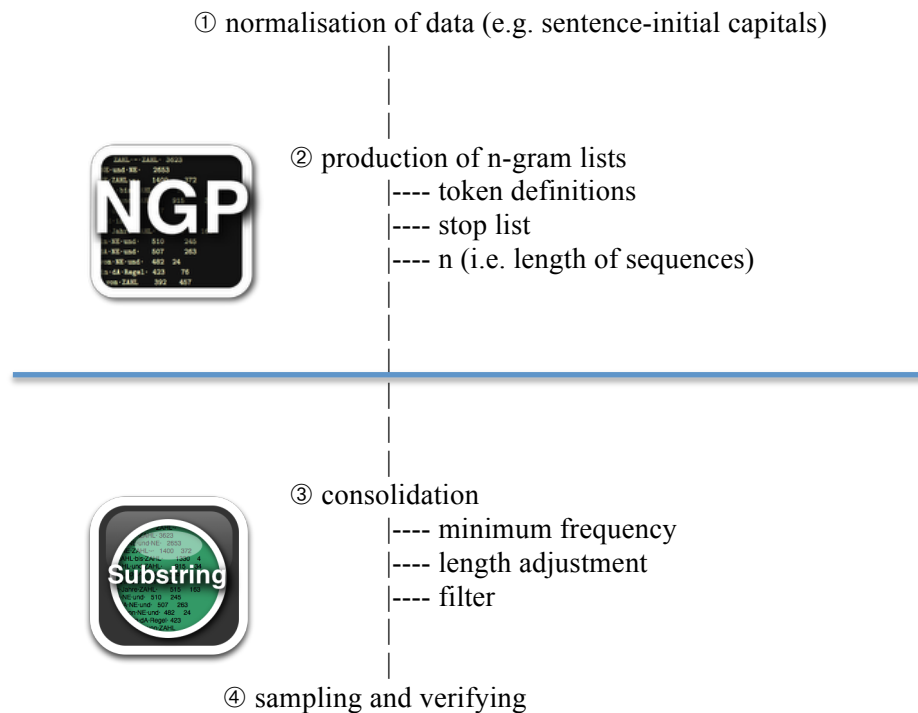 ① normalisation of data (e.g. sentence-initial capitals)
NGP
② production of n-gram lists
|---- token definitions
|---- stop list
|---- n (i.e. length of sequences)
③ consolidation
|---- minimum frequency
|---- length adjustment
|---- filter
Substring
④ sampling and verifying